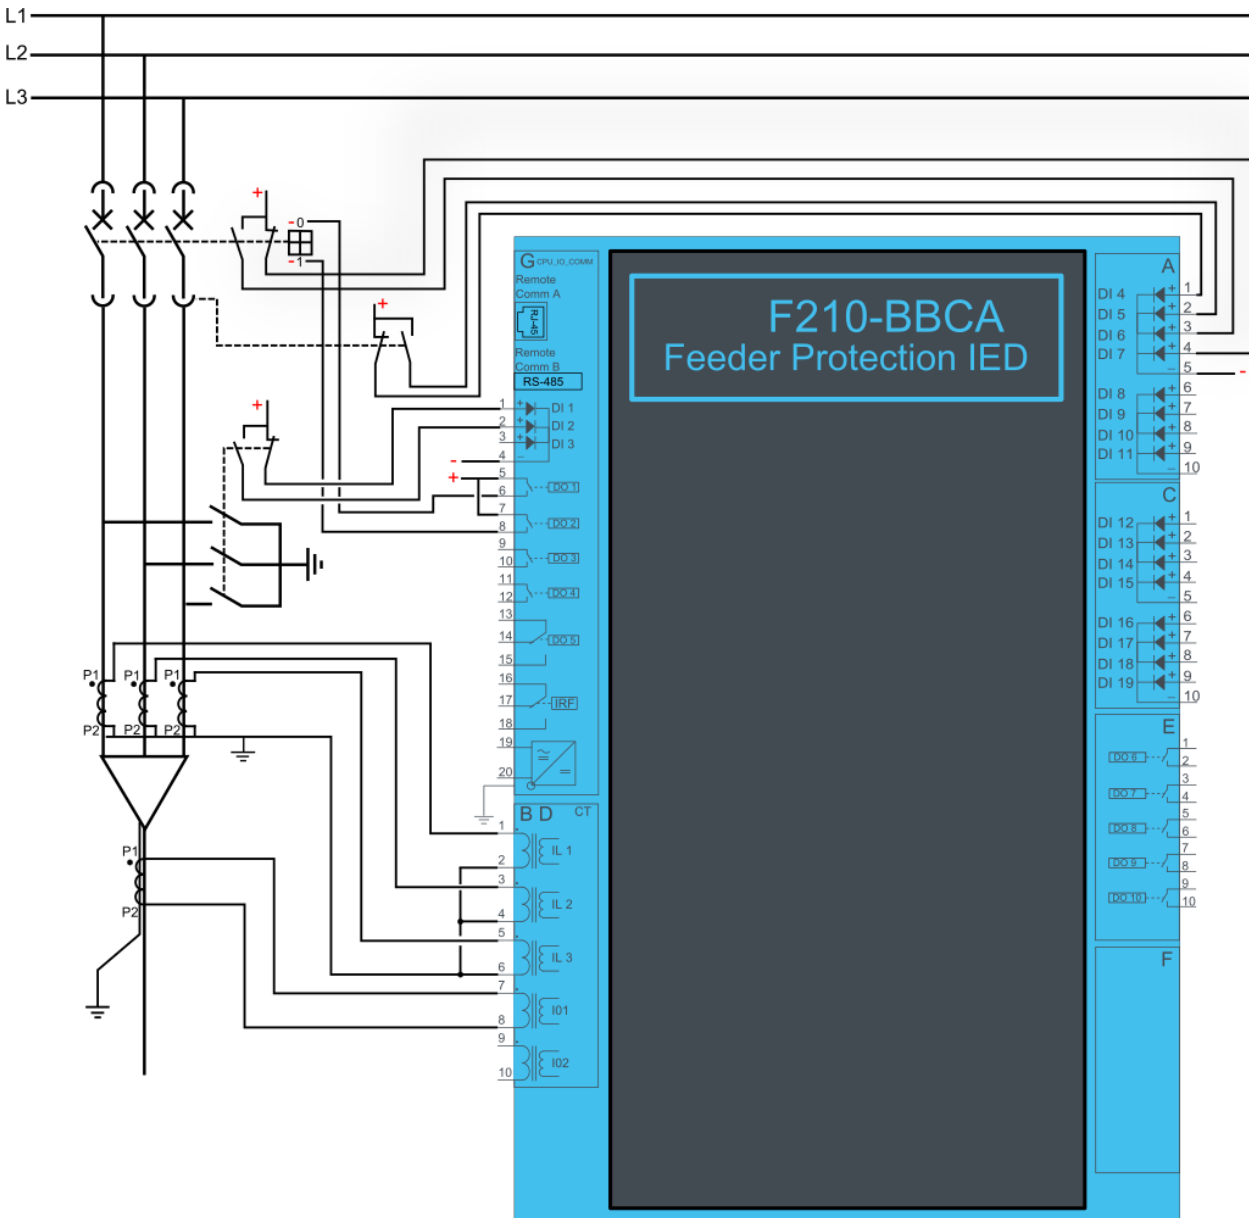 L1
L2
L3
+
-0
-1
+
+
P1 P1 P1
P2 P2 P2
P1
P2
G CPU_IO_COMM
Remote
Comm A
RJ-45
Remote
Comm B
RS-485
1 + DI 1
2 + DI 2
3 + DI 3
- 4 –
+ 5
6 DO 1
7
8 DO 2
9
10 DO 3
11
12 DO 4
13
14 DO 5
15
16
17 IRF
18
19
20
B D CT
1
2 IL 1
3
4 IL 2
5
6 IL 3
7
8 I01
9
10 I02
F210-BBCA
Feeder Protection IED
A
DI 4 + 1
DI 5 + 2
DI 6 + 3
DI 7 + 4
– 5 -
DI 8 + 6
DI 9 + 7
DI 10 + 8
DI 11 + 9
– 10
C
DI 12 + 1
DI 13 + 2
DI 14 + 3
DI 15 + 4
– 5
DI 16 + 6
DI 17 + 7
DI 18 + 8
DI 19 + 9
– 10
E
1
DO 6 2
3
DO 7 4
5
DO 8 6
7
DO 9 8
9
DO 10 10
F